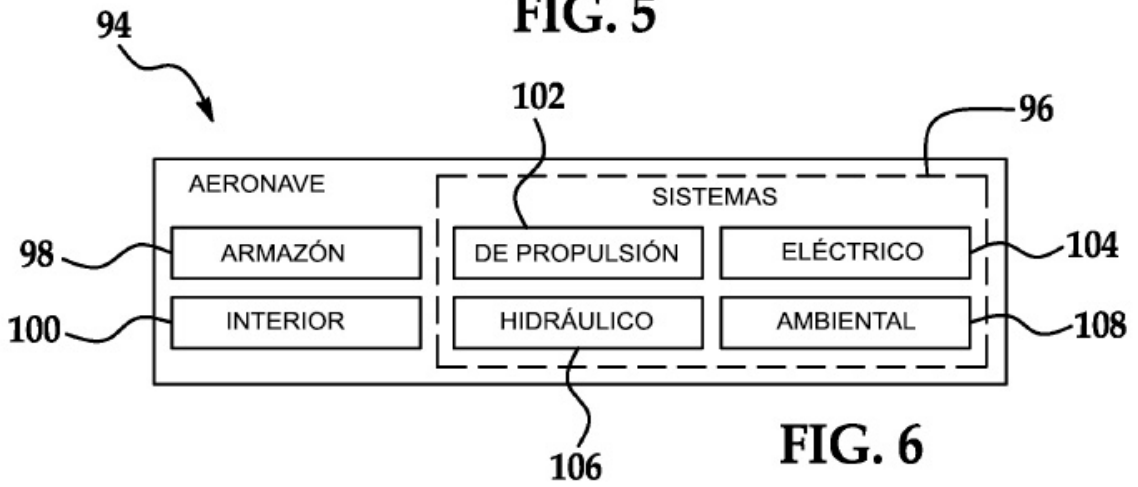 FIG. 5
94
102
96
AERONAVE
SISTEMAS
98
ARMAZÓN
DE PROPULSIÓN
ELÉCTRICO
104
100
INTERIOR
HIDRÁULICO
AMBIENTAL
108
106
FIG. 6